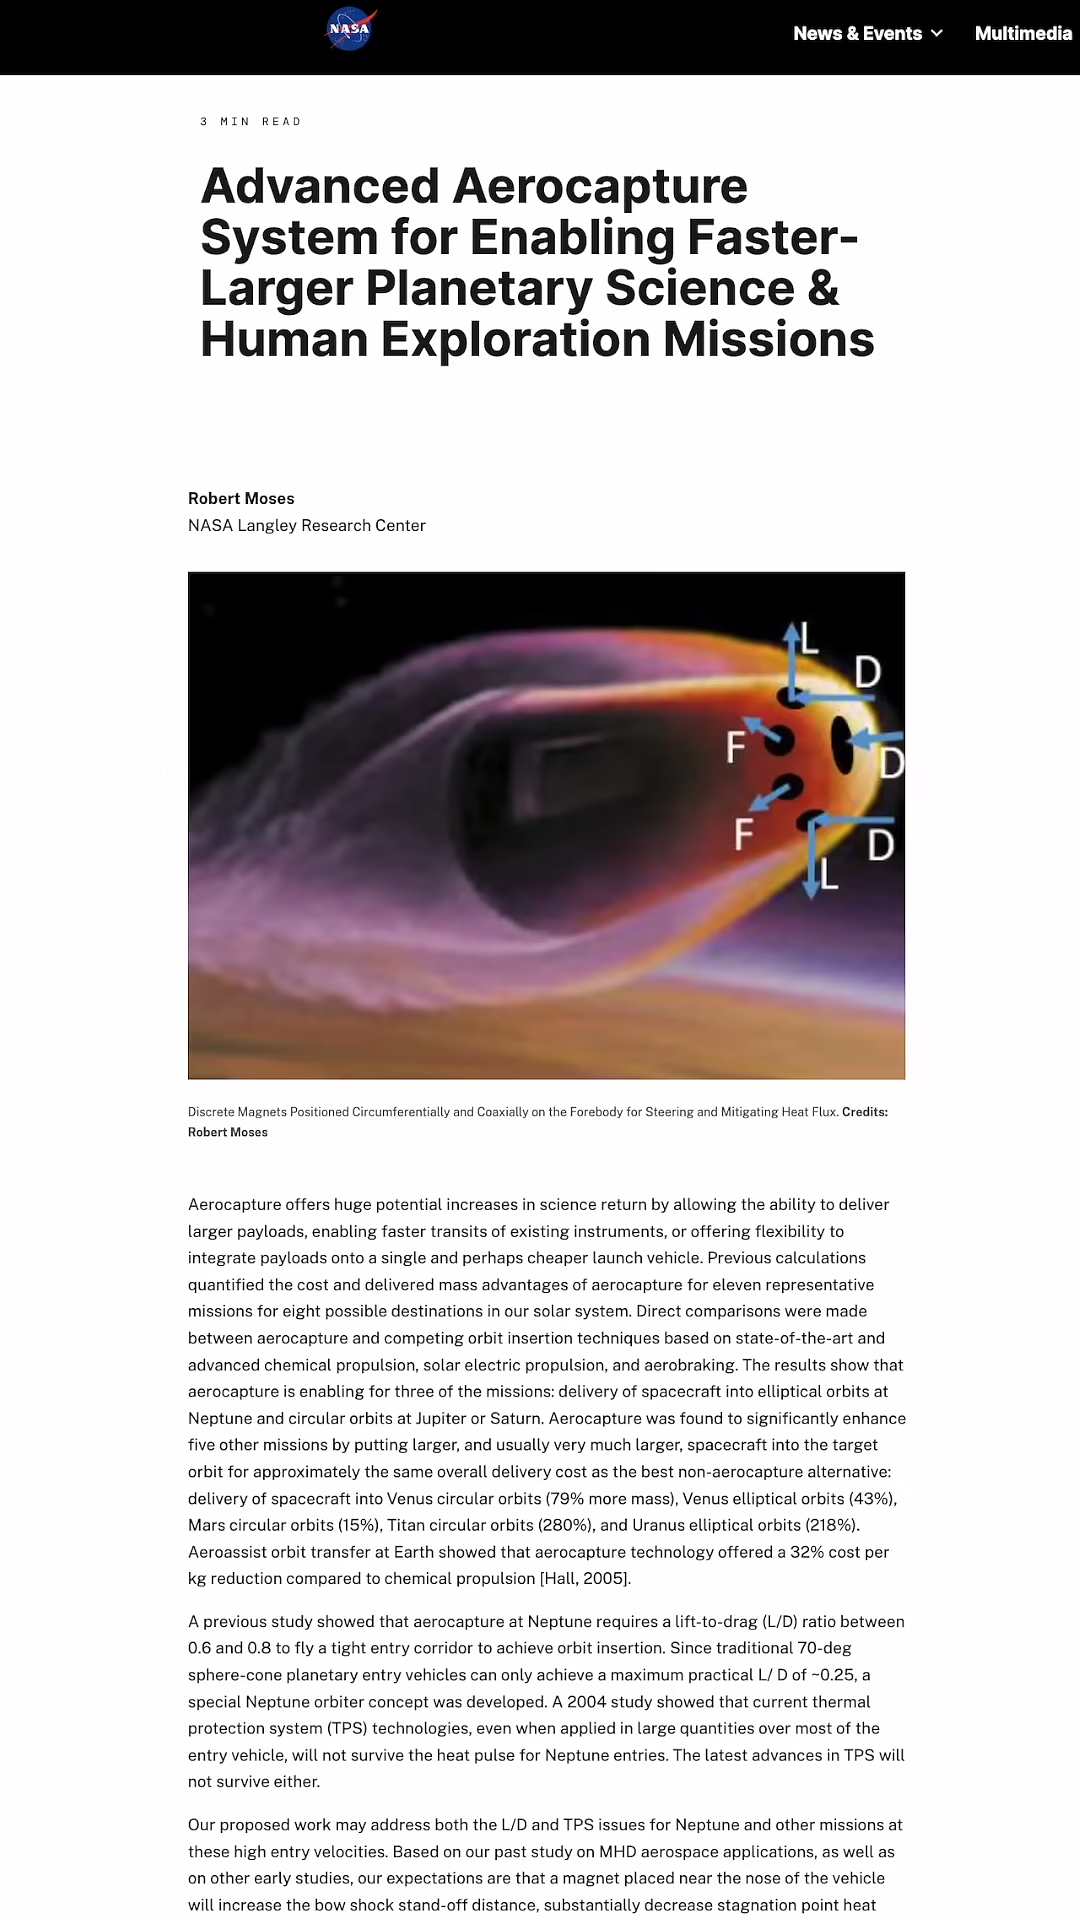 NASA
News & Events
Multimedia
3 MIN READ
Advanced Aerocapture
System for Enabling Faster-
Larger Planetary Science &
Human Exploration Missions
Robert Moses
NASA Langley Research Center
L
D
F
D
F
D
L
Discrete Magnets Positioned Circumferentially and Coaxially on the Forebody for Steering and Mitigating Heat Flux. Credits:
Robert Moses
Aerocapture offers huge potential increases in science return by allowing the ability to deliver
larger payloads, enabling faster transits of existing instruments, or offering flexibility to
integrate payloads onto a single and perhaps cheaper launch vehicle. Previous calculations
quantified the cost and delivered mass advantages of aerocapture for eleven representative
missions for eight possible destinations in our solar system. Direct comparisons were made
between aerocapture and competing orbit insertion techniques based on state-of-the-art and
advanced chemical propulsion, solar electric propulsion, and aerobraking. The results show that
aerocapture is enabling for three of the missions: delivery of spacecraft into elliptical orbits at
Neptune and circular orbits at Jupiter or Saturn. Aerocapture was found to significantly enhance
five other missions by putting larger, and usually very much larger, spacecraft into the target
orbit for approximately the same overall delivery cost as the best non-aerocapture alternative:
delivery of spacecraft into Venus circular orbits (79% more mass), Venus elliptical orbits (43%),
Mars circular orbits (15%), Titan circular orbits (280%), and Uranus elliptical orbits (218%).
Aeroassist orbit transfer at Earth showed that aerocapture technology offered a 32% cost per
kg reduction compared to chemical propulsion [Hall, 2005].
A previous study showed that aerocapture at Neptune requires a lift-to-drag (L/D) ratio between
0.6 and 0.8 to fly a tight entry corridor to achieve orbit insertion. Since traditional 70-deg
sphere-cone planetary entry vehicles can only achieve a maximum practical L/ D of ~0.25, a
special Neptune orbiter concept was developed. A 2004 study showed that current thermal
protection system (TPS) technologies, even when applied in large quantities over most of the
entry vehicle, will not survive the heat pulse for Neptune entries. The latest advances in TPS will
not survive either.
Our proposed work may address both the L/D and TPS issues for Neptune and other missions at
these high entry velocities. Based on our past study on MHD aerospace applications, as well as
on other early studies, our expectations are that a magnet placed near the nose of the vehicle
will increase the bow shock stand-off distance, substantially decrease stagnation point heat